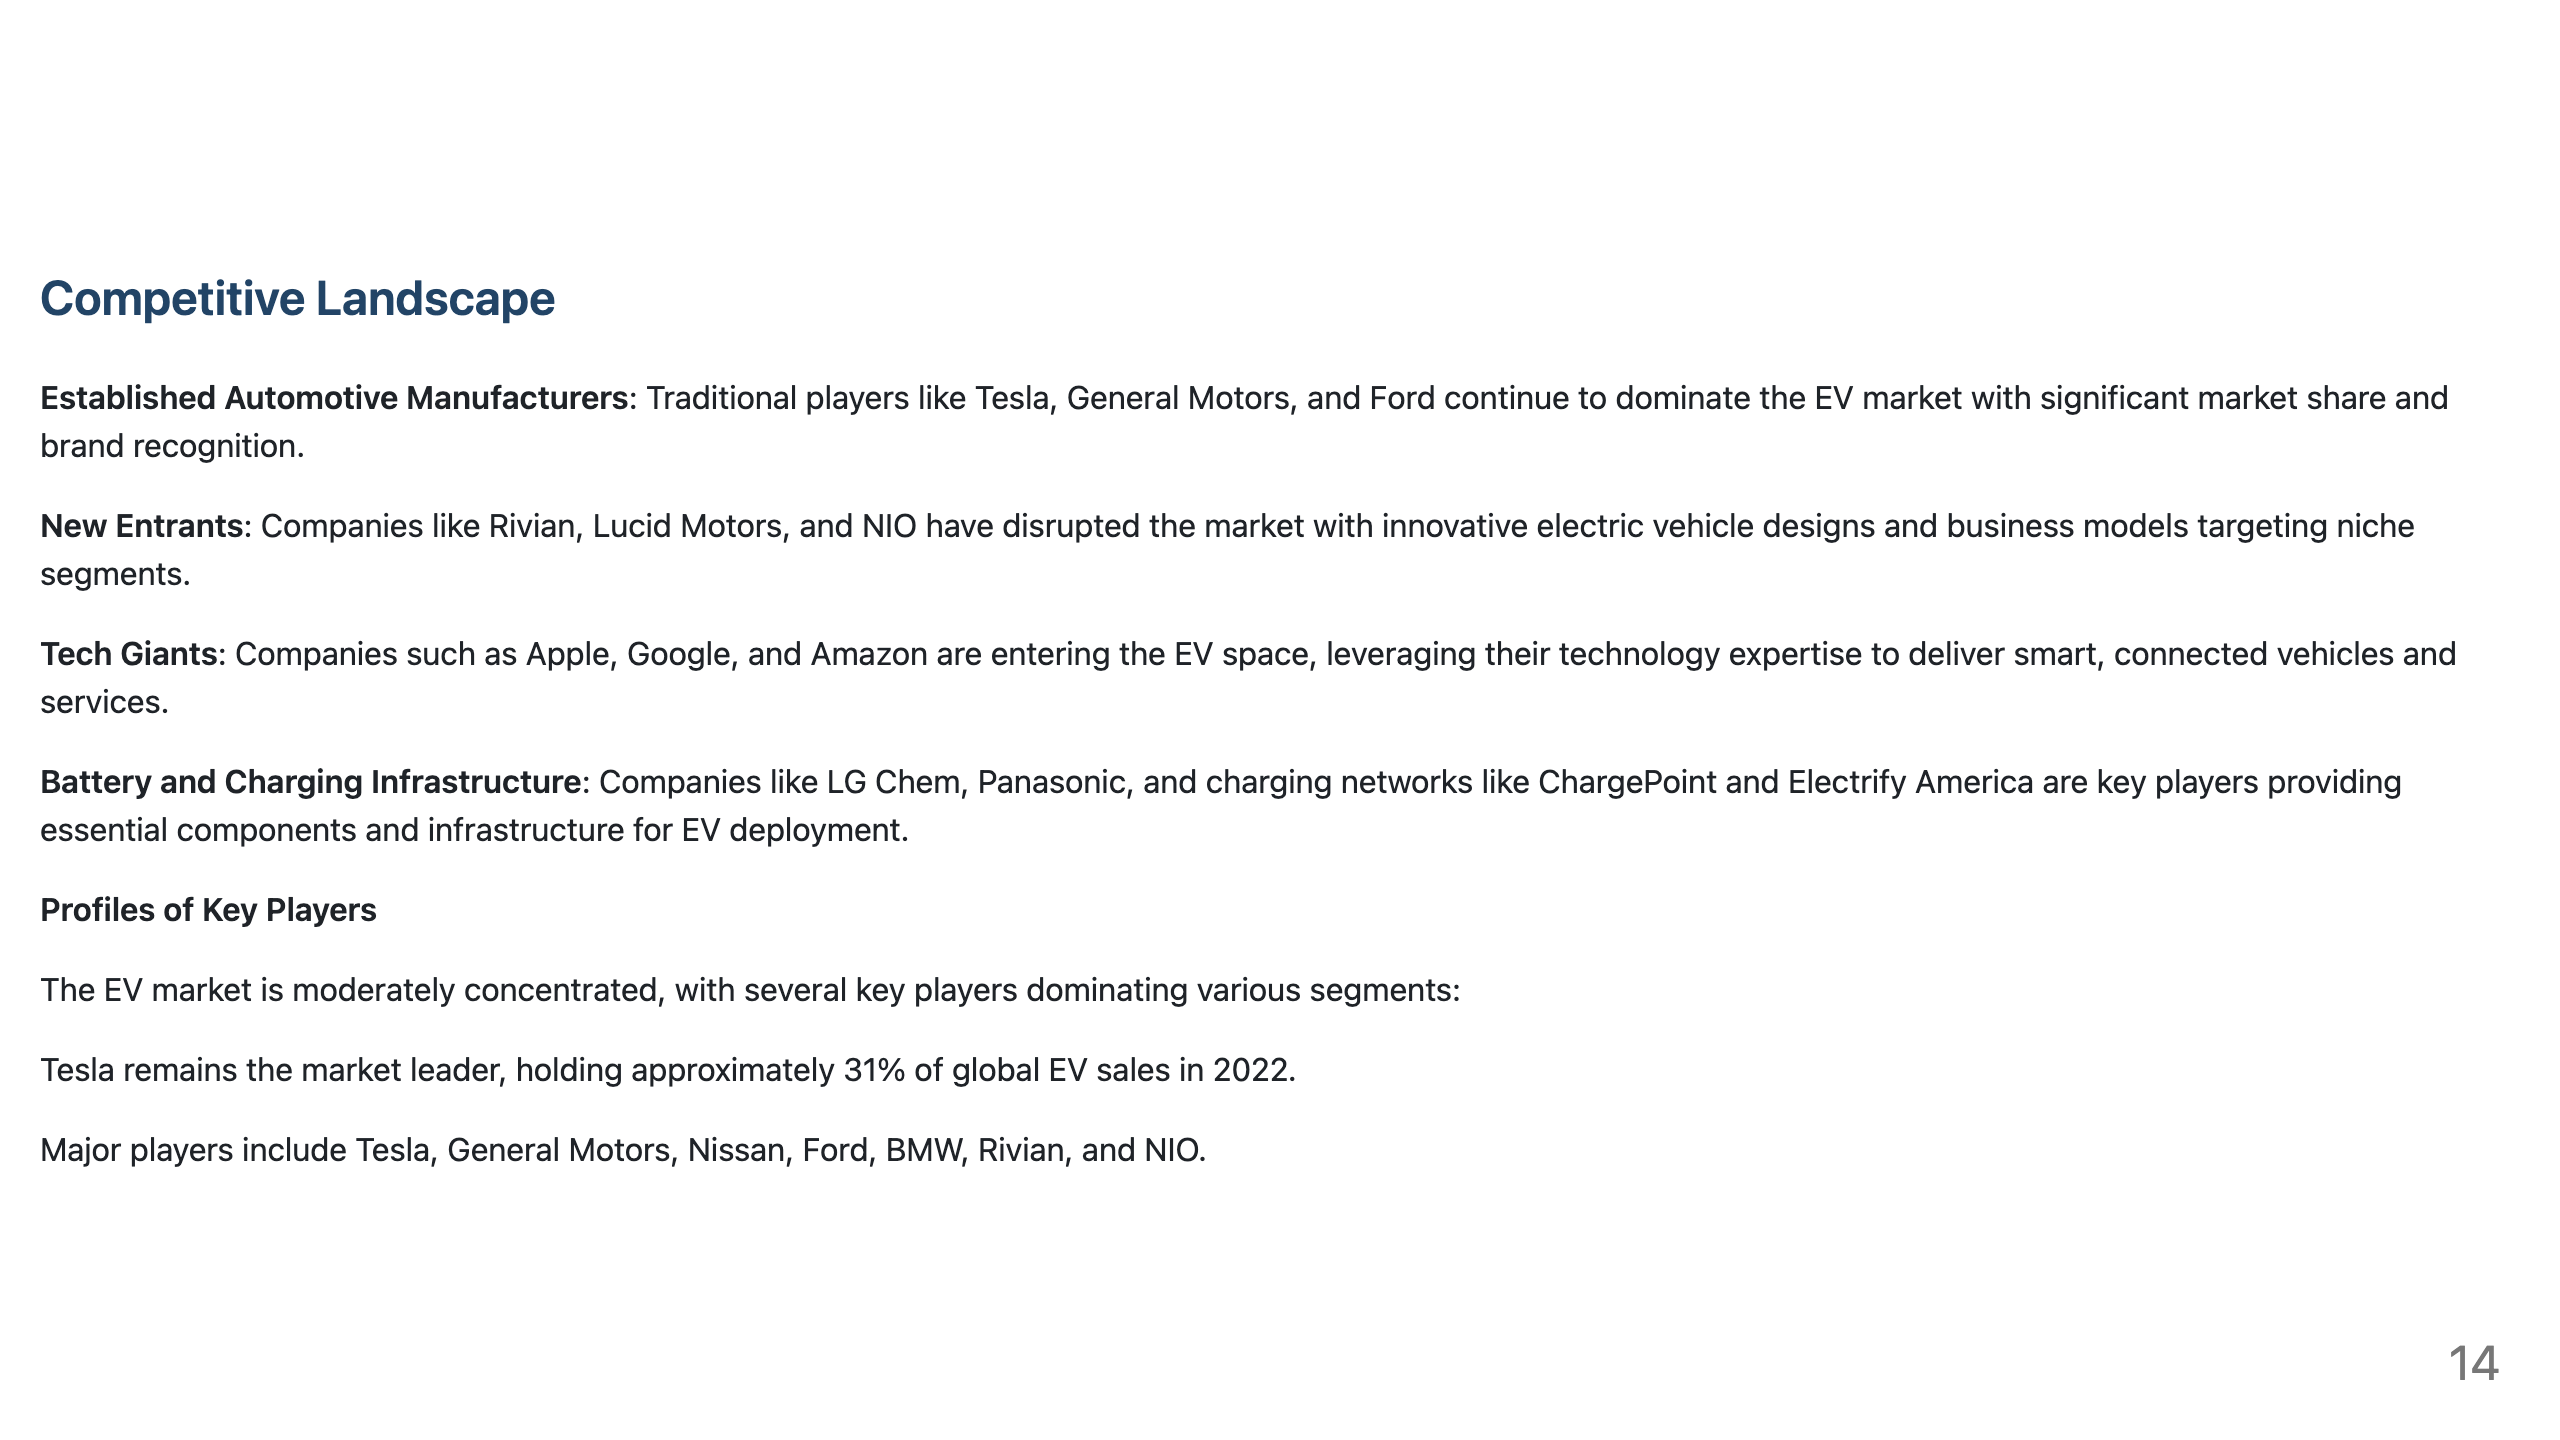 Competitive Landscape
Established Automotive Manufacturers: Traditional players like Tesla, General Motors, and Ford continue to dominate the EV market with significant market share and
brand recognition.
New Entrants: Companies like Rivian, Lucid Motors, and NIO have disrupted the market with innovative electric vehicle designs and business models targeting niche
segments.
Tech Giants: Companies such as Apple, Google, and Amazon are entering the EV space, leveraging their technology expertise to deliver smart, connected vehicles and
services.
Battery and Charging Infrastructure: Companies like LG Chem, Panasonic, and charging networks like ChargePoint and Electrify America are key players providing
essential components and infrastructure for EV deployment.
Profiles of Key Players
The EV market is moderately concentrated, with several key players dominating various segments:
Tesla remains the market leader, holding approximately 31% of global EV sales in 2022.
Major players include Tesla, General Motors, Nissan, Ford, BMW, Rivian, and NIO.
14